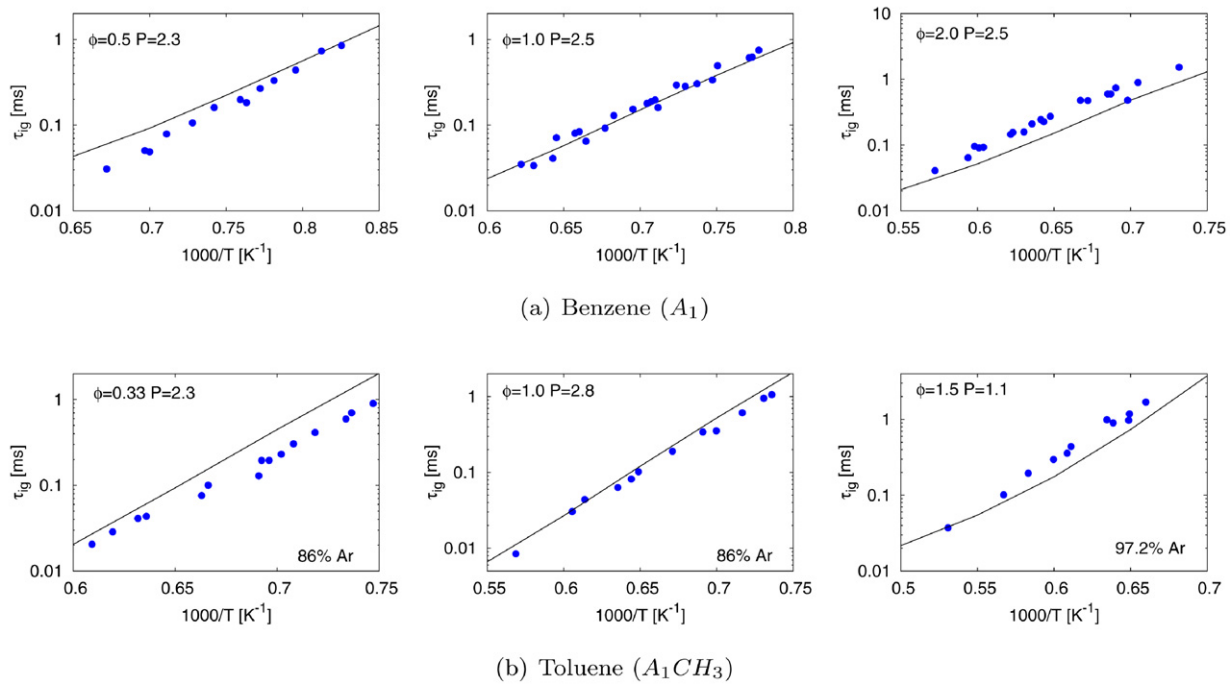 ϕ=0.5 P=2.3
τig [ms]
1
0.1
0.01
0.65 0.7 0.75 0.8 0.85
1000/T [K-1]
ϕ=1.0 P=2.5
τig [ms]
1
0.1
0.01
0.6 0.65 0.7 0.75 0.8
1000/T [K-1]
ϕ=2.0 P=2.5
τig [ms]
10
1
0.1
0.01
0.55 0.6 0.65 0.7 0.75
1000/T [K-1]
(a) Benzene (A1)
ϕ=0.33 P=2.3
τig [ms]
1
0.1
0.01
86% Ar
0.6 0.65 0.7 0.75
1000/T [K-1]
ϕ=1.0 P=2.8
τig [ms]
1
0.1
0.01
86% Ar
0.55 0.6 0.65 0.7 0.75
1000/T [K-1]
ϕ=1.5 P=1.1
τig [ms]
1
0.1
0.01
97.2% Ar
0.5 0.55 0.6 0.65 0.7
1000/T [K-1]
(b) Toluene (A1CH3)